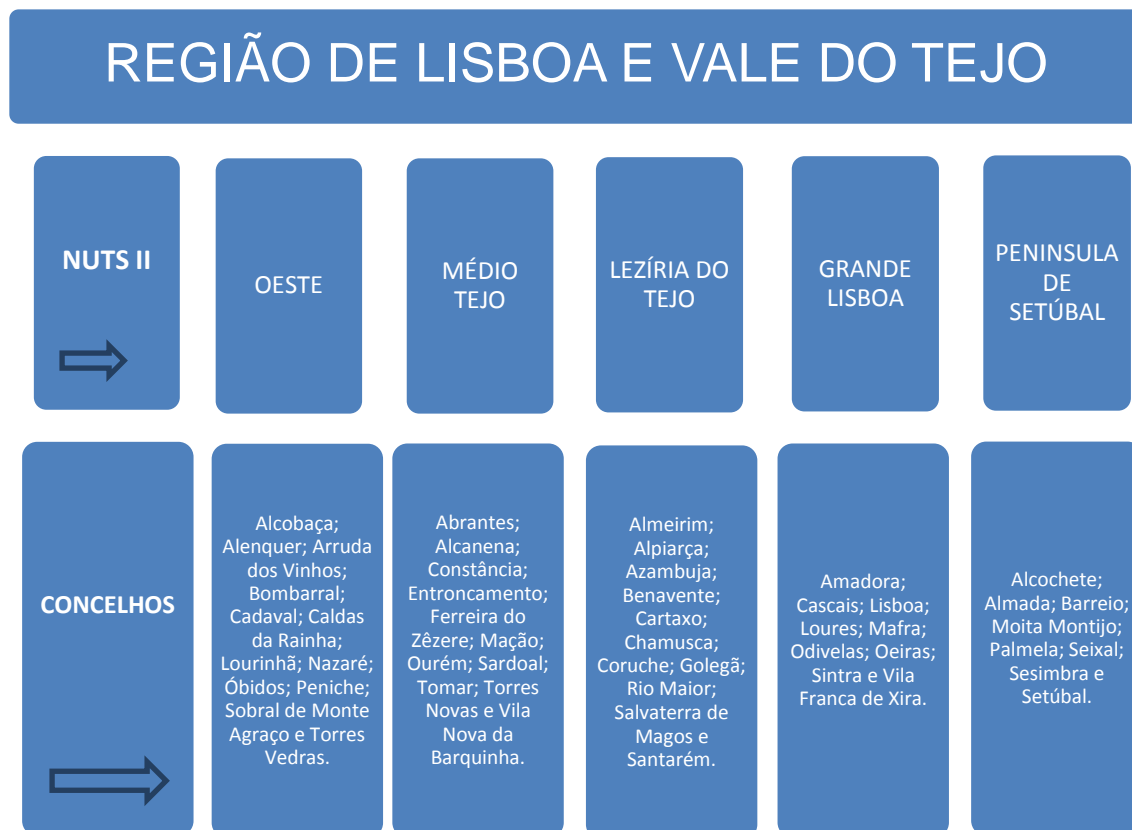 REGIÃO DE LISBOA E VALE DO TEJO
NUTS II
OESTE
MÉDIO
TEJO
LEZÍRIA DO
TEJO
GRANDE
LISBOA
PENINSULA
DE
SETÚBAL
CONCELHOS
Alcobaça;
Alenquer; Arruda
dos Vinhos;
Bombarral;
Cadaval; Caldas
da Rainha;
Lourinhã; Nazaré;
Óbidos; Peniche;
Sobral de Monte
Agraço e Torres
Vedras.
Abrantes;
Alcanena;
Constância;
Entroncamento;
Ferreira do
Zêzere; Mação;
Ourém; Sardoal;
Tomar; Torres
Novas e Vila
Nova da
Barquinha.
Almeirim;
Alpiarça;
Azambuja;
Benavente;
Cartaxo;
Chamusca;
Coruche; Golegã;
Rio Maior;
Salvaterra de
Magos e
Santarém.
Amadora;
Cascais; Lisboa;
Loures; Mafra;
Odivelas; Oeiras;
Sintra e Vila
Franca de Xira.
Alcochete;
Almada; Barreio;
Moita Montijo;
Palmela; Seixal;
Sesimbra e
Setúbal.